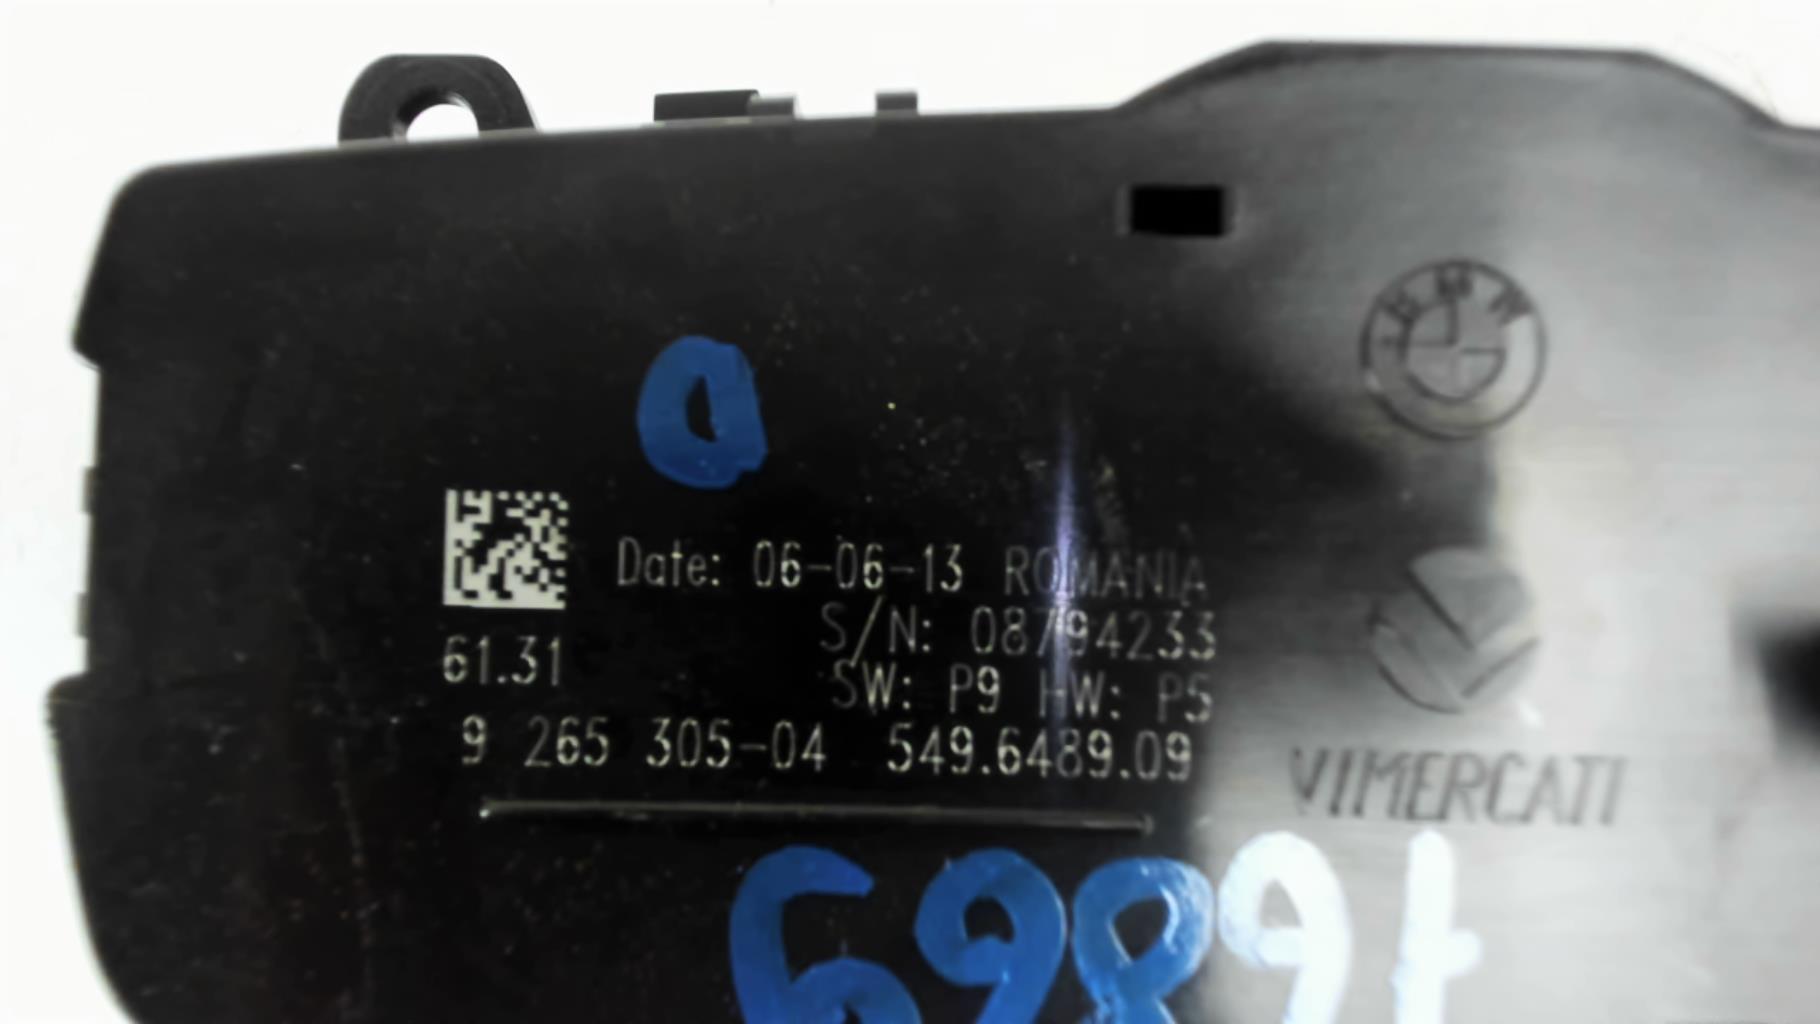 BMW
Date: 06-06-13 ROMANIA
S/N: 08794233
61.31
SW: P9 HW: P5
9 265 305-04 549.6489.09
VIMERCATI